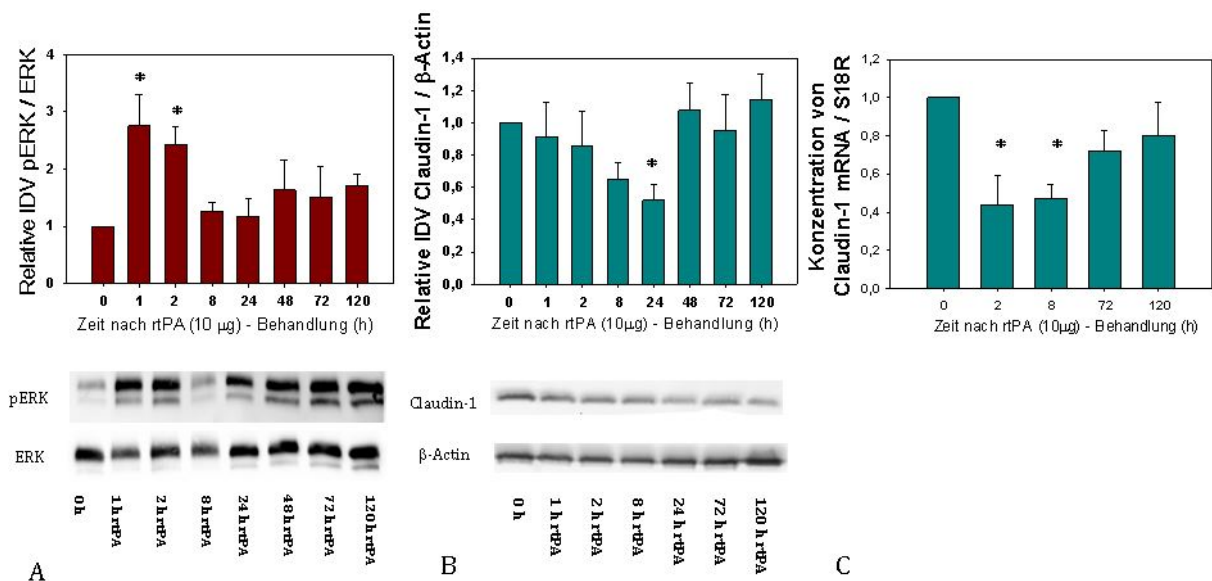 Relative IDV pERK / ERK
4
3
2
1
0
*
*
0 1 2 8 24 48 72 120
Zeit nach rtPA (10 µg) - Behandlung (h)
pERK
ERK
0 h
1 h rtPA
2 h rtPA
8 h rtPA
24 h rtPA
48 h rtPA
72 h rtPA
120 h rtPA
A
Relative IDV Claudin-1 / β-Actin
1,4
1,2
1,0
0,8
0,6
0,4
0,2
0,0
*
0 1 2 8 24 48 72 120
Zeit nach rtPA (10µg) - Behandlung (h)
Claudin-1
β-Actin
0 h
1 h rtPA
2 h rtPA
8 h rtPA
24 h rtPA
72 h rtPA
120 h rtPA
B
Konzentration von
Claudin-1 mRNA / S18R
1,2
1,0
0,8
0,6
0,4
0,2
0,0
*
*
0 2 8 72 120
Zeit nach rtPA (10µg) - Behandlung (h)
C